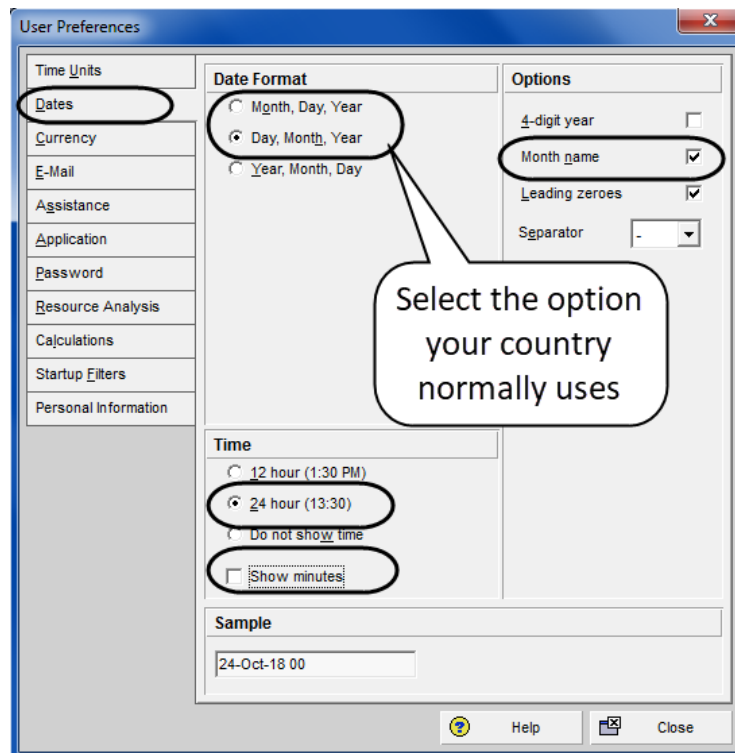 User Preferences
Time Units
Dates
Currency
E-Mail
Assistance
Application
Password
Resource Analysis
Calculations
Startup Filters
Personal Information
Date Format
Month, Day, Year
Day, Month, Year
Year, Month, Day
Options
4-digit year
Month name
Leading zeroes
Separator -
Select the option
your country
normally uses
Time
12 hour (1:30 PM)
24 hour (13:30)
Do not show time
Show minutes
Sample
24-Oct-18 00
Help
Close